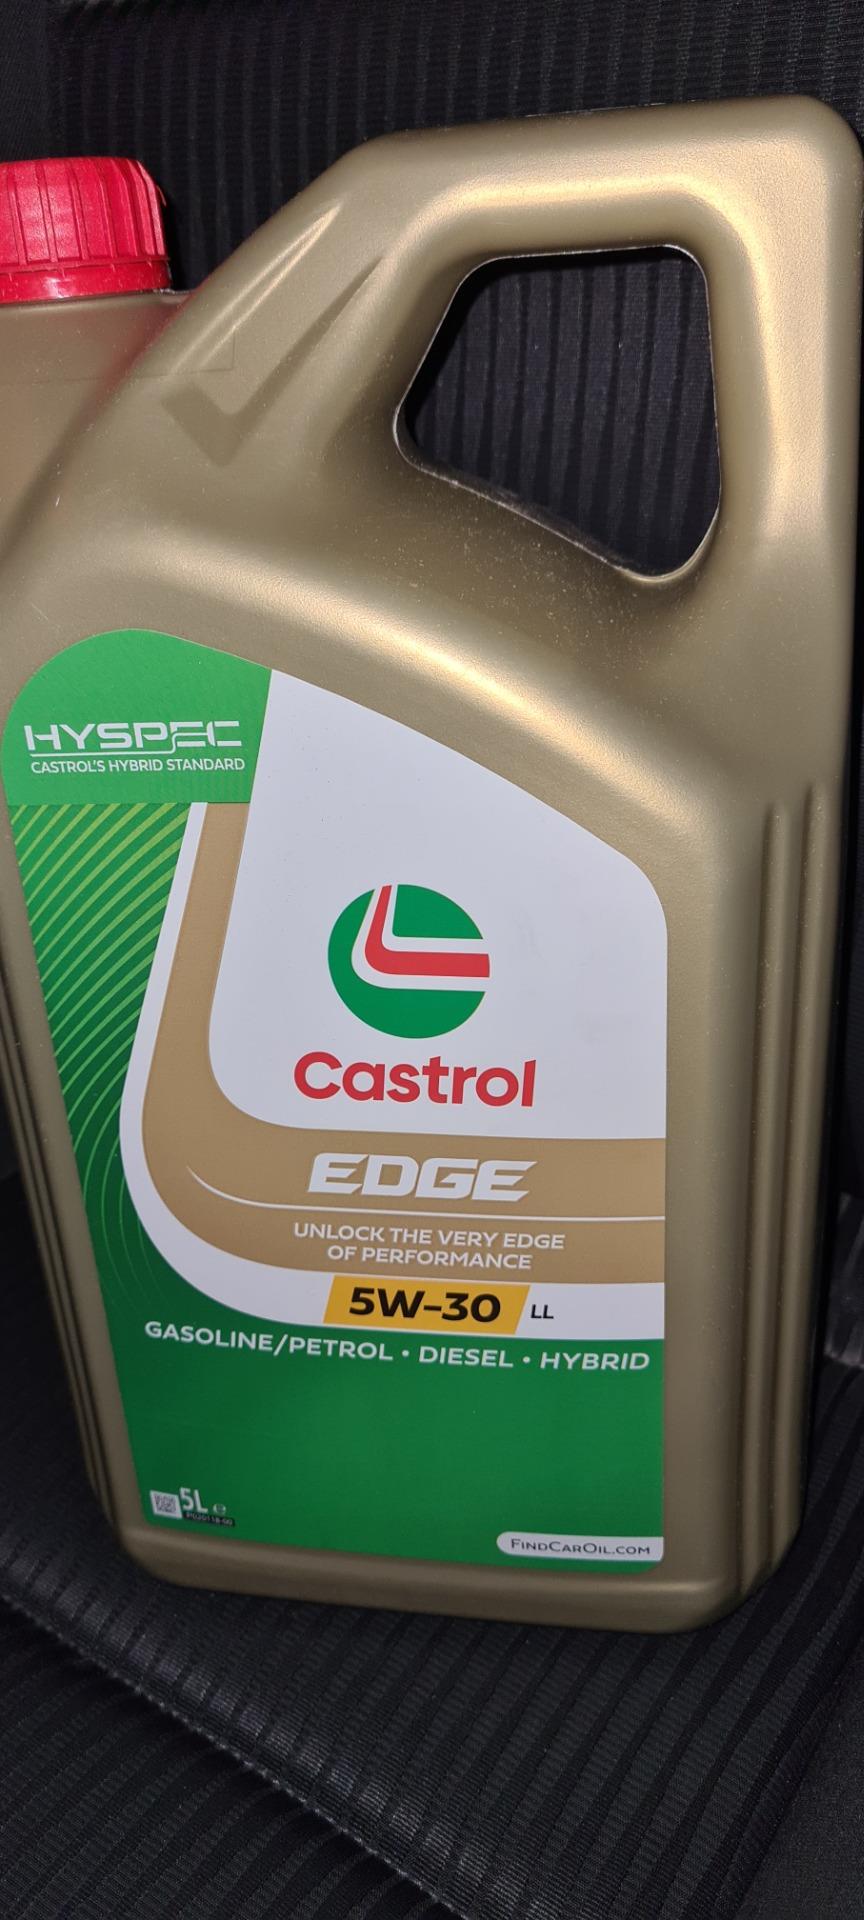 HYSPEC
CASTROL'S HYBRID STANDARD
Castrol
EDGE
UNLOCK THE VERY EDGE
OF PERFORMANCE
5W-30 LL
GASOLINE/PETROL • DIESEL • HYBRID
5L e
FINDCAROIL.COM